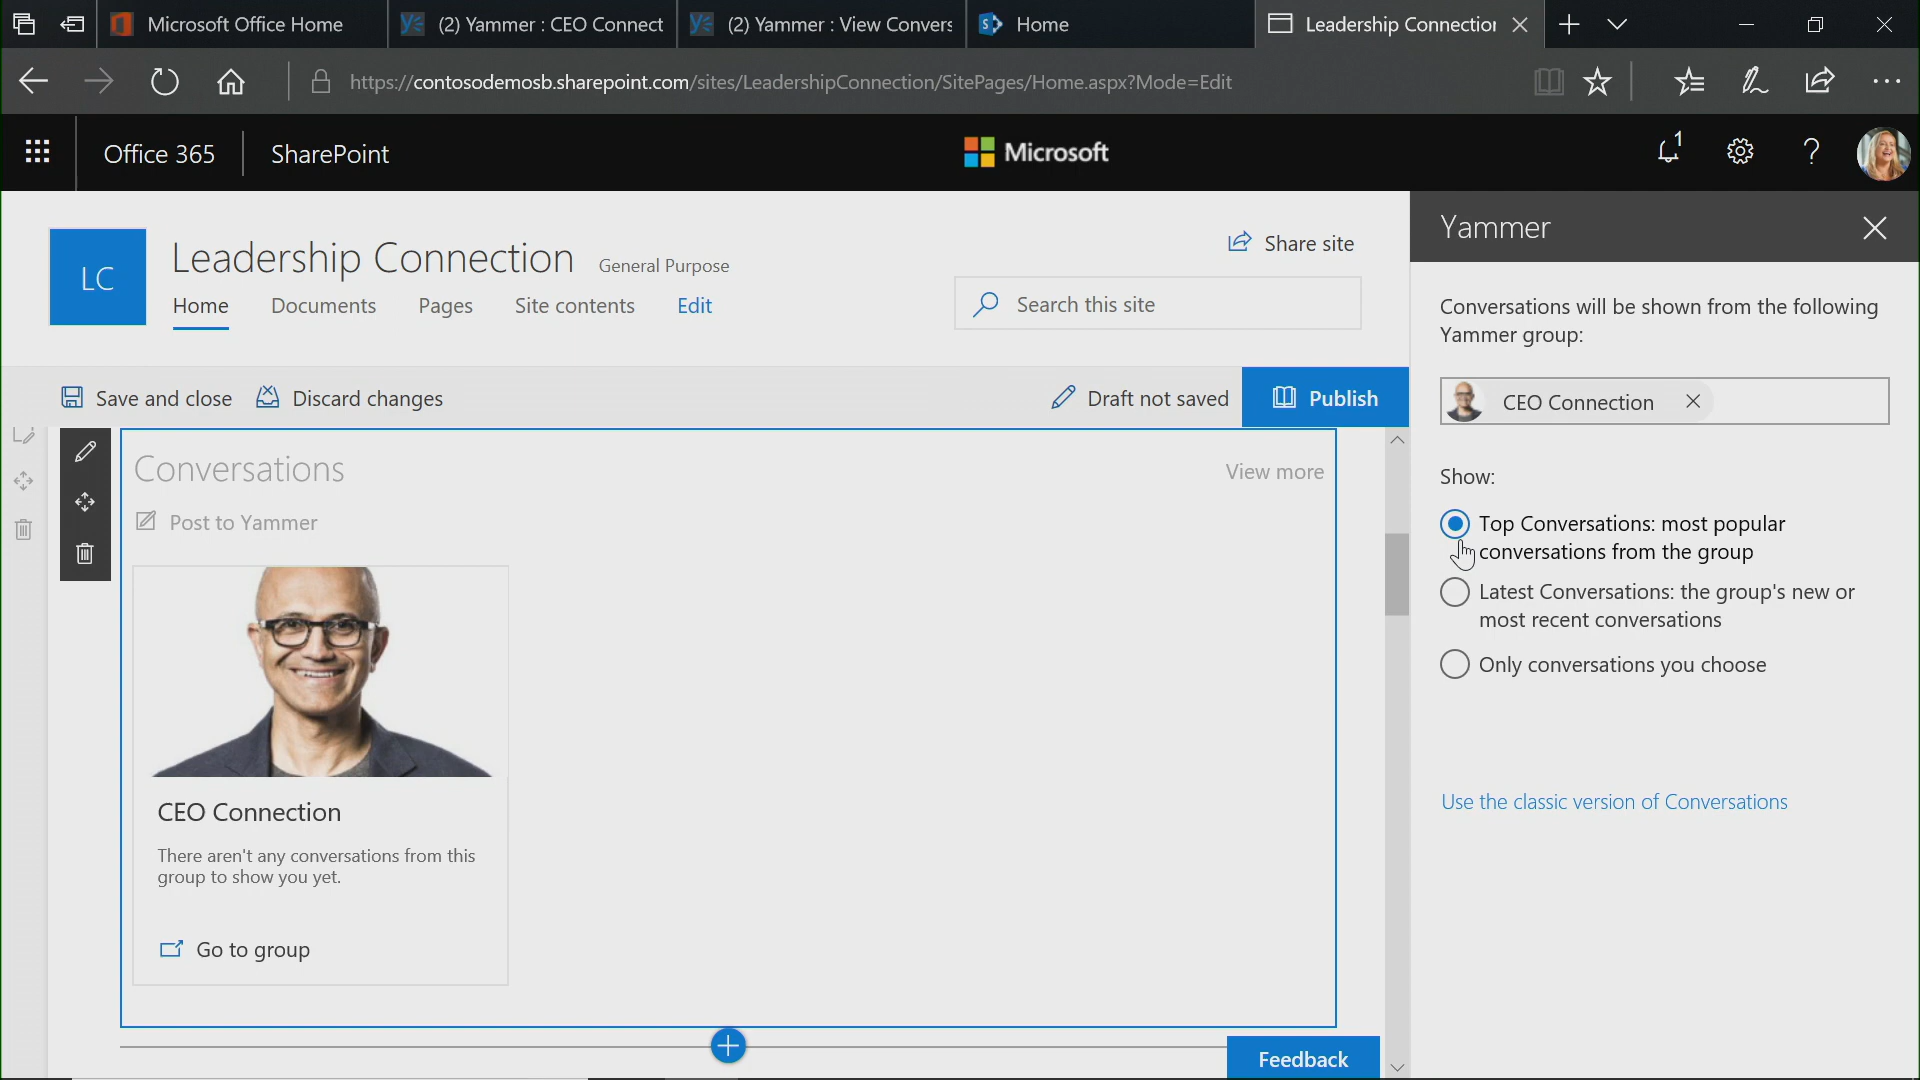 Microsoft Office Home
(2) Yammer : CEO Connect
(2) Yammer : View Convers
Home
Leadership Connection
https://contosodemosb.sharepoint.com/sites/LeadershipConnection/SitePages/Home.aspx?Mode=Edit
Office 365
SharePoint
Microsoft
1
?
LC
Leadership Connection
General Purpose
Share site
Home
Documents
Pages
Site contents
Edit
Search this site
Save and close
Discard changes
Draft not saved
Publish
Conversations
View more
Post to Yammer
CEO Connection
There aren't any conversations from this
group to show you yet.
Go to group
Feedback
Yammer
Conversations will be shown from the following
Yammer group:
CEO Connection
Show:
Top Conversations: most popular
conversations from the group
Latest Conversations: the group's new or
most recent conversations
Only conversations you choose
Use the classic version of Conversations